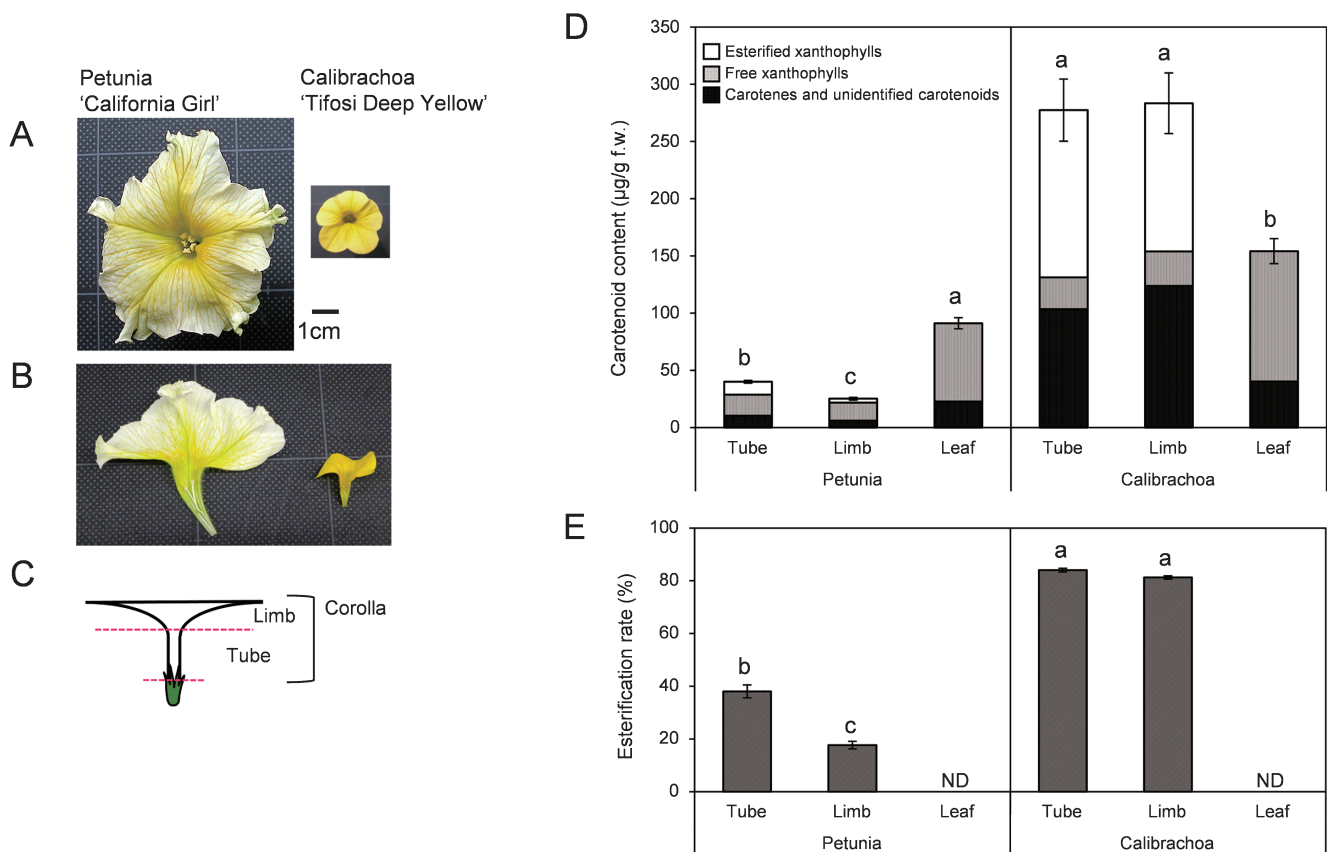 Petunia
'California Girl'
Calibrachoa
'Tifosi Deep Yellow'
A
1cm
B
C
Limb
Tube
Corolla
D
Carotenoid content (µg/g f.w.)
350
300
250
200
150
100
50
0
Esterified xanthophylls
Free xanthophylls
Carotenes and unidentified carotenoids
b
c
a
a
a
b
Tube
Limb
Leaf
Tube
Limb
Leaf
Petunia
Calibrachoa
E
Esterification rate (%)
100
80
60
40
20
0
b
c
ND
a
a
ND
Tube
Limb
Leaf
Tube
Limb
Leaf
Petunia
Calibrachoa